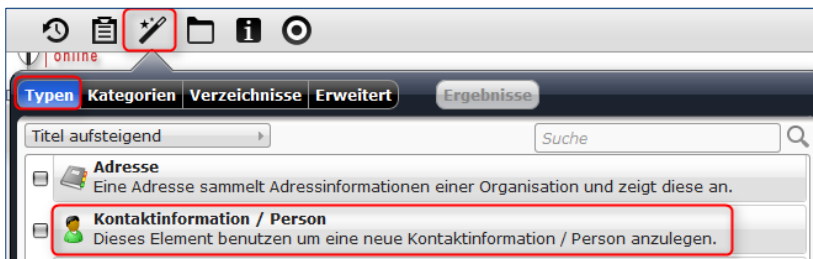 online
Typen Kategorien Verzeichnisse Erweitert Ergebnisse
Titel aufsteigend Suche
Adresse
Eine Adresse sammelt Adressinformationen einer Organisation und zeigt diese an.
Kontaktinformation / Person
Dieses Element benutzen um eine neue Kontaktinformation / Person anzulegen.